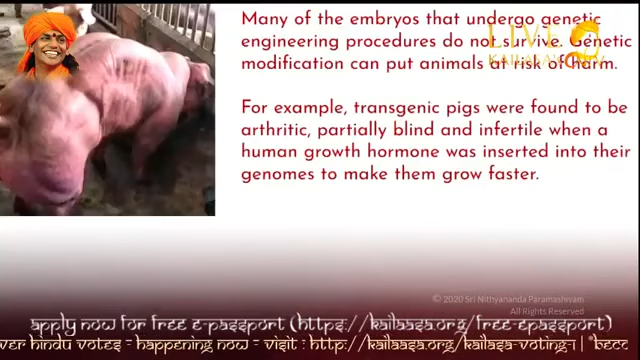 Many of the embryos that undergo genetic
engineering procedures do not survive. Genetic
modification can put animals at risk of harm.
For example, transgenic pigs were found to be
arthritic, partially blind and infertile when a
human growth hormone was inserted into their
genomes to make them grow faster.
LIVE
KAILASA'S
© 2020 Sri Nithyananda Paramashivam
All Rights Reserved
apply now for free e-passport (https://kailaasa.org/free-epassport)
ver hindu votes - happening now - visit : http://kailaasa.org/kailasa-voting-1 | *becc